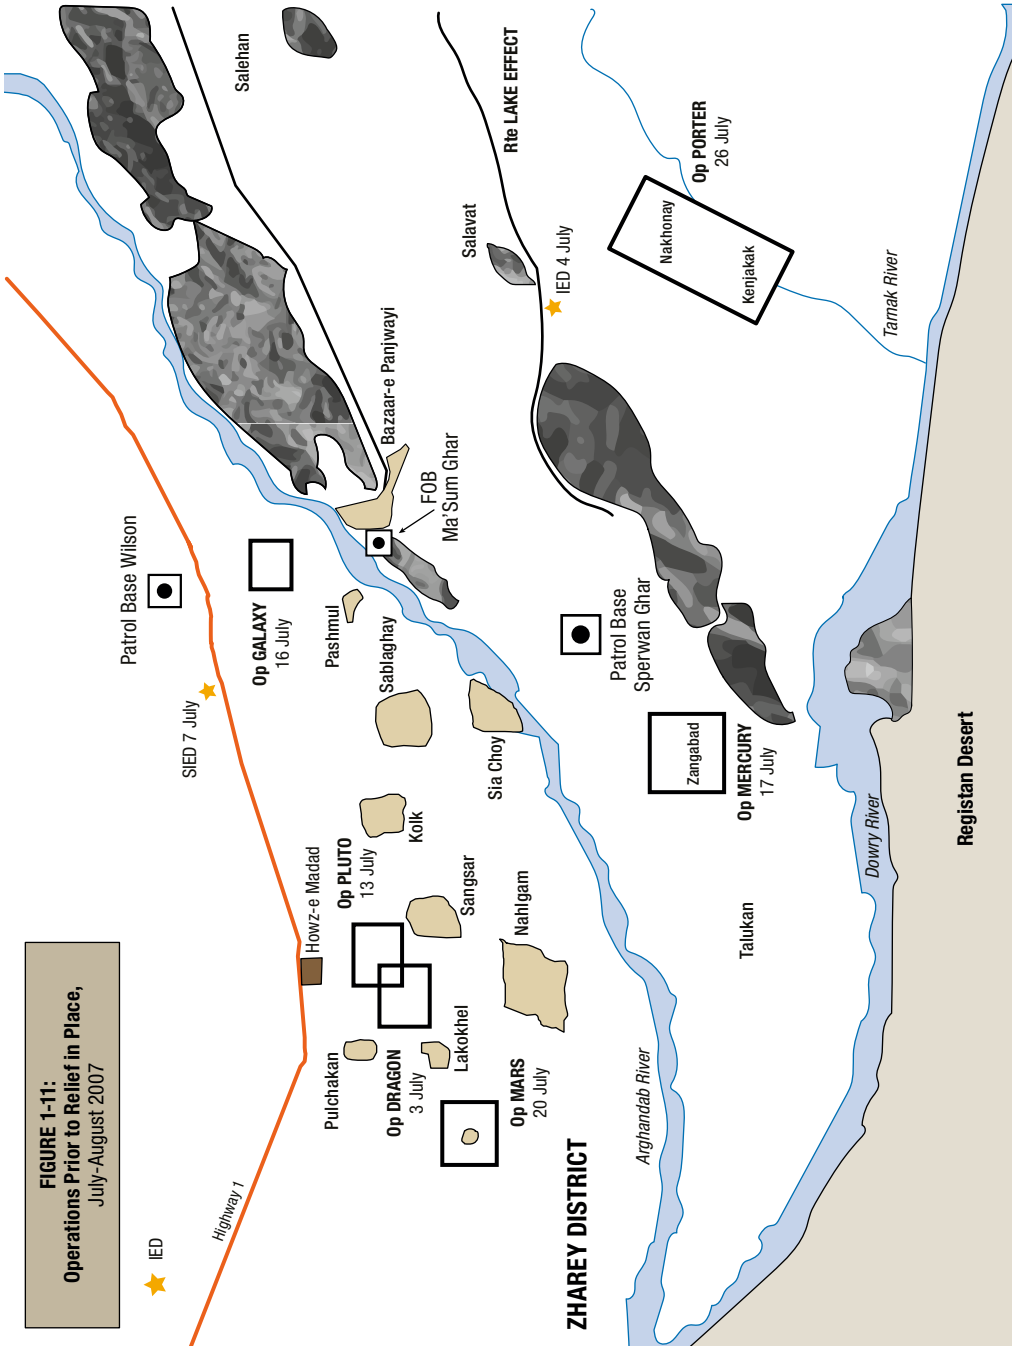 FIGURE 1-11:
Operations Prior to Relief in Place,
July-August 2007
IED
Highway 1
Patrol Base Wilson
SIED 7 July
Howz-e Madad
Op GALAXY
16 July
Pashmul
Sablaghay
Kolk
Op PLUTO
13 July
Sangsar
Nahlgam
Pulchakan
Op DRAGON
3 July
Lakokhel
Op MARS
20 July
ZHAREY DISTRICT
Sia Choy
Arghandab River
Salehan
Bazaar-e Panjwayi
FOB
Ma'Sum Ghar
Rte LAKE EFFECT
Salavat
IED 4 July
Op PORTER
26 July
Nakhonay
Kenjakak
Tarnak River
Patrol Base
Sperwan Ghar
Zangabad
Op MERCURY
17 July
Talukan
Dowry River
Registan Desert